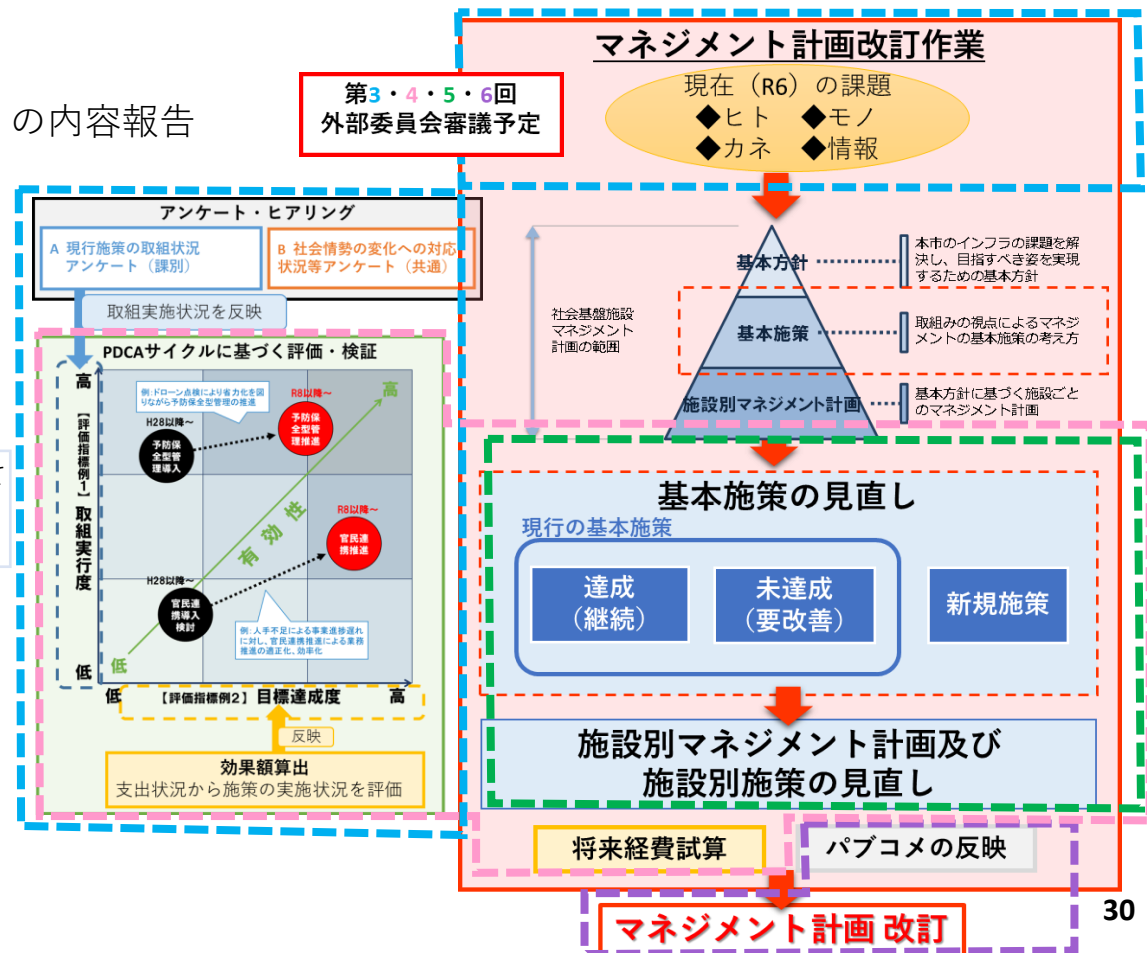 マネジメント計画改訂作業
現在（R6）の課題
◆ヒト　◆モノ
◆カネ　◆情報
第3・4・5・6回
外部委員会審議予定
の内容報告
アンケート・ヒアリング
A 現行施策の取組状況
アンケート（課別）
B 社会情勢の変化への対応
状況等アンケート（共通）
取組実施状況を反映
PDCAサイクルに基づく評価・検証
高
【評価指標例1】取組実行度
低
例：ドローン点検により省力化を図
りながら予防保全型管理の推進
H28以降～
予防保
全型管
理導入
R8以降～
予防保
全型管
理推進
高
有効性
低
R8以降～
官民連
携推進
H28以降～
官民連
携導入
検討
例：人手不足による事業進捗遅れ
に対し、官民連携推進による業務
推進の適正化、効率化
低
【評価指標例2】目標達成度
高
反映
効果額算出
支出状況から施策の実施状況を評価
社会基盤施設
マネジメント
計画の範囲
基本方針
本市のインフラの課題を解
決し、目指すべき姿を実現
するための基本方針
基本施策
取組みの視点によるマネジ
メントの基本施策の考え方
施設別マネジメント計画
基本方針に基づく施設ごと
のマネジメント計画
基本施策の見直し
現行の基本施策
達成
（継続）
未達成
（要改善）
新規施策
施設別マネジメント計画及び
施設別施策の見直し
将来経費試算
パブコメの反映
マネジメント計画 改訂
30